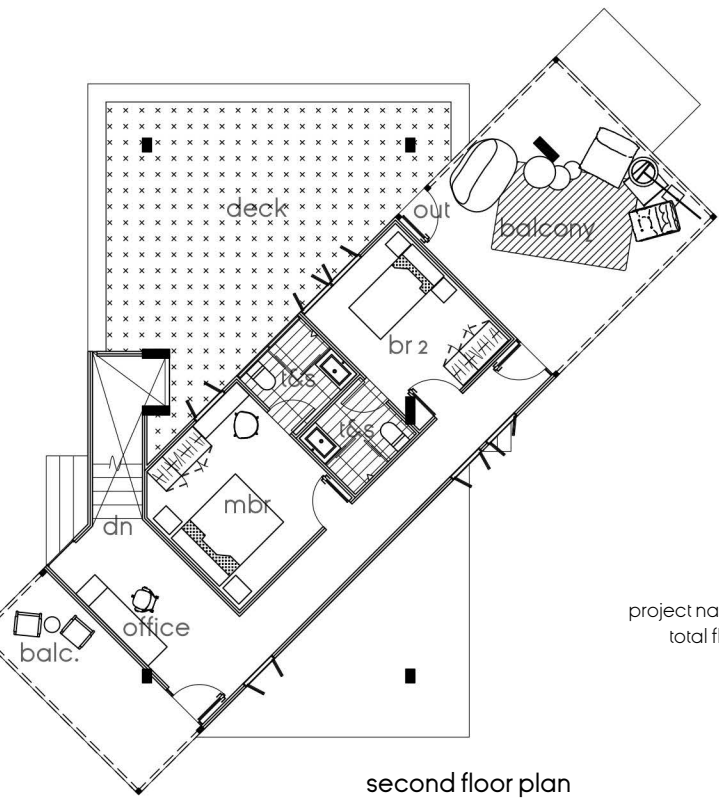 deck
out
balcony
br 2
t&s
t&s
mbr
dn
office
balc.
project na
total fl
second floor plan